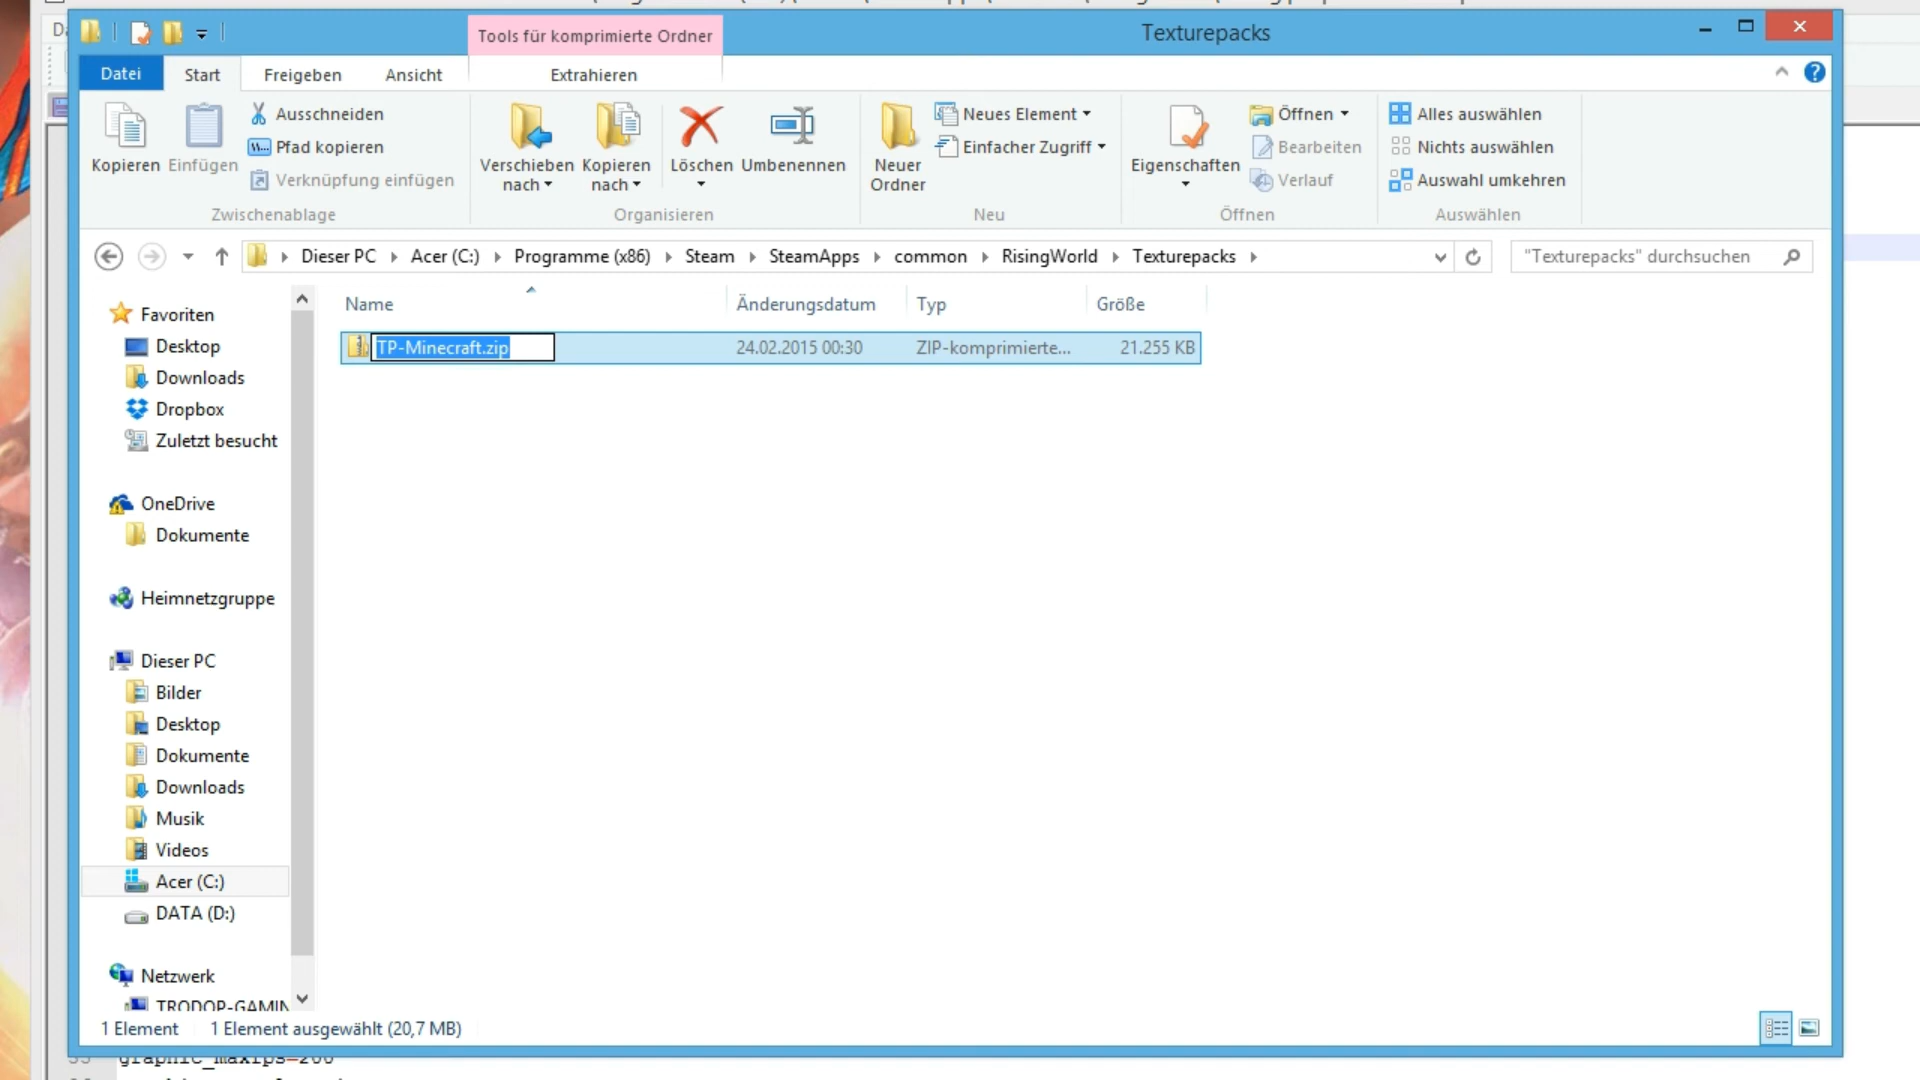 Tools für komprimierte Ordner
Texturepacks
Datei
Start
Freigeben
Ansicht
Extrahieren
Kopieren
Einfügen
Ausschneiden
Pfad kopieren
Verknüpfung einfügen
Zwischenablage
Verschieben nach
Kopieren nach
Löschen
Umbenennen
Organisieren
Neuer Ordner
Neues Element
Einfacher Zugriff
Neu
Eigenschaften
Öffnen
Bearbeiten
Verlauf
Öffnen
Alles auswählen
Nichts auswählen
Auswahl umkehren
Auswählen
Dieser PC
Acer (C:)
Programme (x86)
Steam
SteamApps
common
RisingWorld
Texturepacks
"Texturepacks" durchsuchen
Name
Änderungsdatum
Typ
Größe
TP-Minecraft.zip
24.02.2015 00:30
ZIP-komprimierte...
21.255 KB
Favoriten
Desktop
Downloads
Dropbox
Zuletzt besucht
OneDrive
Dokumente
Heimnetzgruppe
Dieser PC
Bilder
Desktop
Dokumente
Downloads
Musik
Videos
Acer (C:)
DATA (D:)
Netzwerk
TRODOP-GAMIN
1 Element
1 Element ausgewählt (20,7 MB)
graphic_maxfps=200